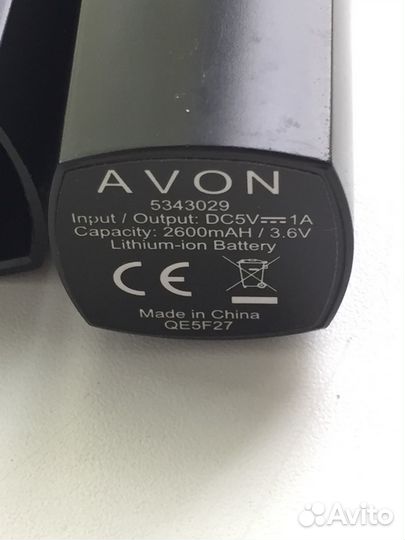 AVON
5343029
Input / Output: DC5V⎓1A
Capacity: 2600mAH / 3.6V
Lithium-ion Battery
CE
Made in China
QE5F27
Avito